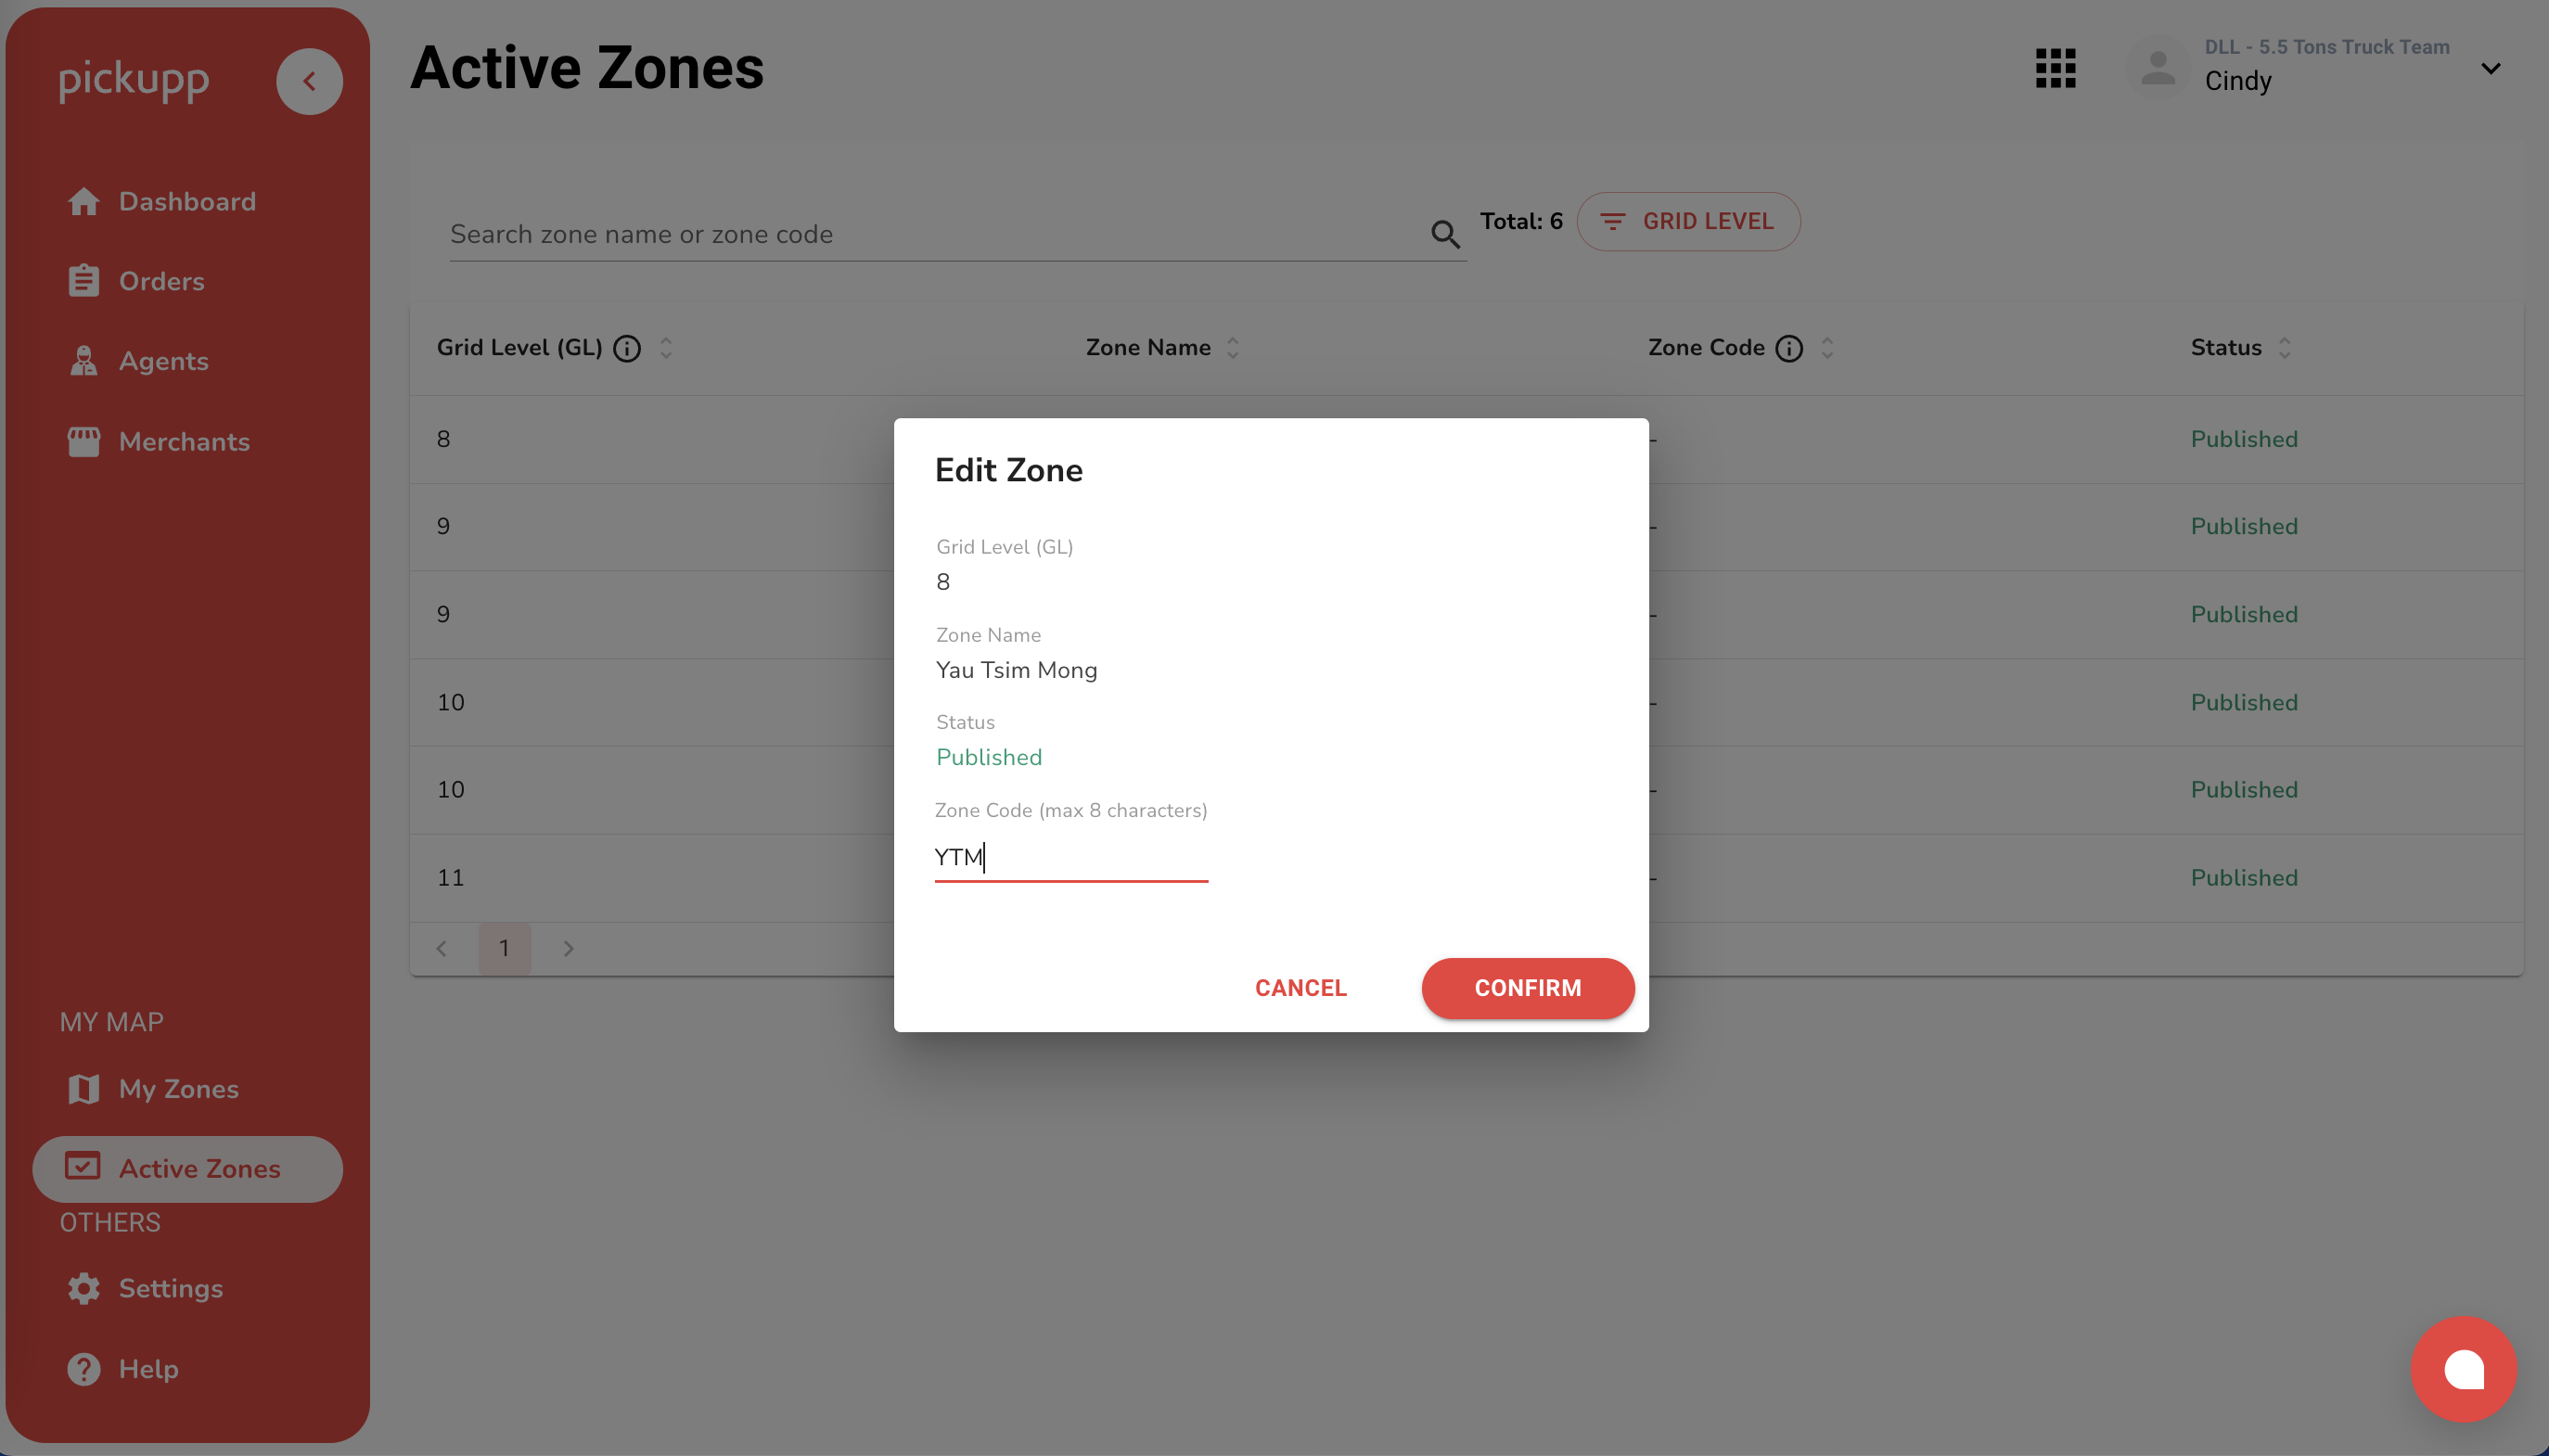 pickupp
Dashboard
Orders
Agents
Merchants
MY MAP
My Zones
Active Zones
OTHERS
Settings
Help
Active Zones
DLL - 5.5 Tons Truck Team
Cindy
Search zone name or zone code
Total: 6
GRID LEVEL
Grid Level (GL) Zone Name Zone Code Status
8 - Published
9 - Published
9 - Published
10 - Published
10 - Published
11 - Published
1
Edit Zone
Grid Level (GL)
8
Zone Name
Yau Tsim Mong
Status
Published
Zone Code (max 8 characters)
YTM
CANCEL
CONFIRM